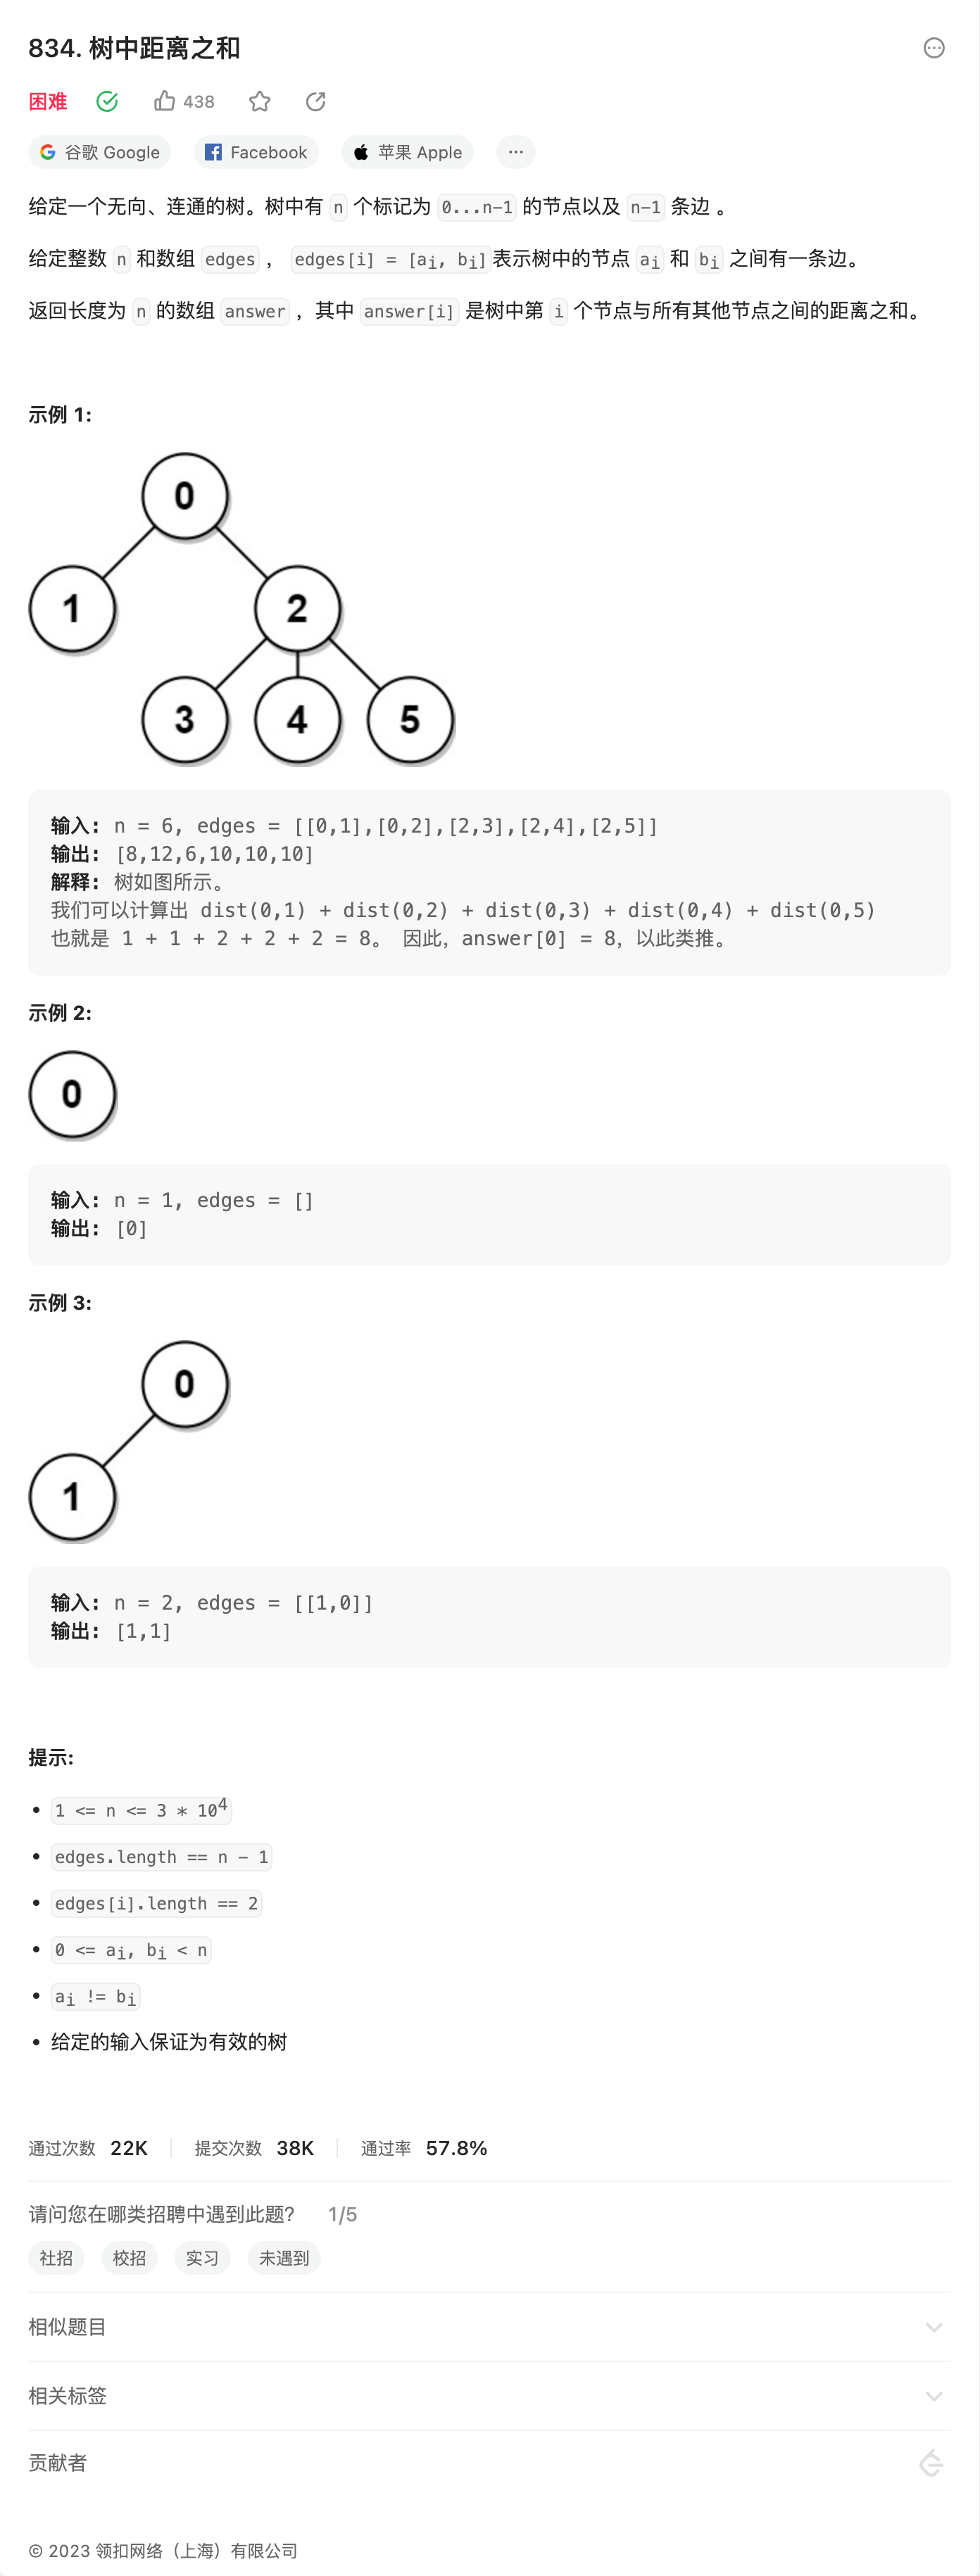 834. 树中距离之和
困难 438
谷歌 Google Facebook 苹果 Apple ...
给定一个无向、连通的树。树中有 n 个标记为 0...n-1 的节点以及 n-1 条边 。
给定整数 n 和数组 edges ， edges[i] = [ai, bi]表示树中的节点 ai 和 bi 之间有一条边。
返回长度为 n 的数组 answer ，其中 answer[i] 是树中第 i 个节点与所有其他节点之间的距离之和。
示例 1:
0
1 2
3 4 5
输入: n = 6, edges = [[0,1],[0,2],[2,3],[2,4],[2,5]]
输出: [8,12,6,10,10,10]
解释: 树如图所示。
我们可以计算出 dist(0,1) + dist(0,2) + dist(0,3) + dist(0,4) + dist(0,5)
也就是 1 + 1 + 2 + 2 + 2 = 8。 因此，answer[0] = 8，以此类推。
示例 2:
0
输入: n = 1, edges = []
输出: [0]
示例 3:
0
1
输入: n = 2, edges = [[1,0]]
输出: [1,1]
提示:
• 1 <= n <= 3 * 10^4
• edges.length == n - 1
• edges[i].length == 2
• 0 <= ai, bi < n
• ai != bi
• 给定的输入保证为有效的树
通过次数 22K 提交次数 38K 通过率 57.8%
请问您在哪类招聘中遇到此题? 1/5
社招 校招 实习 未遇到
相似题目
相关标签
贡献者
© 2023 领扣网络（上海）有限公司